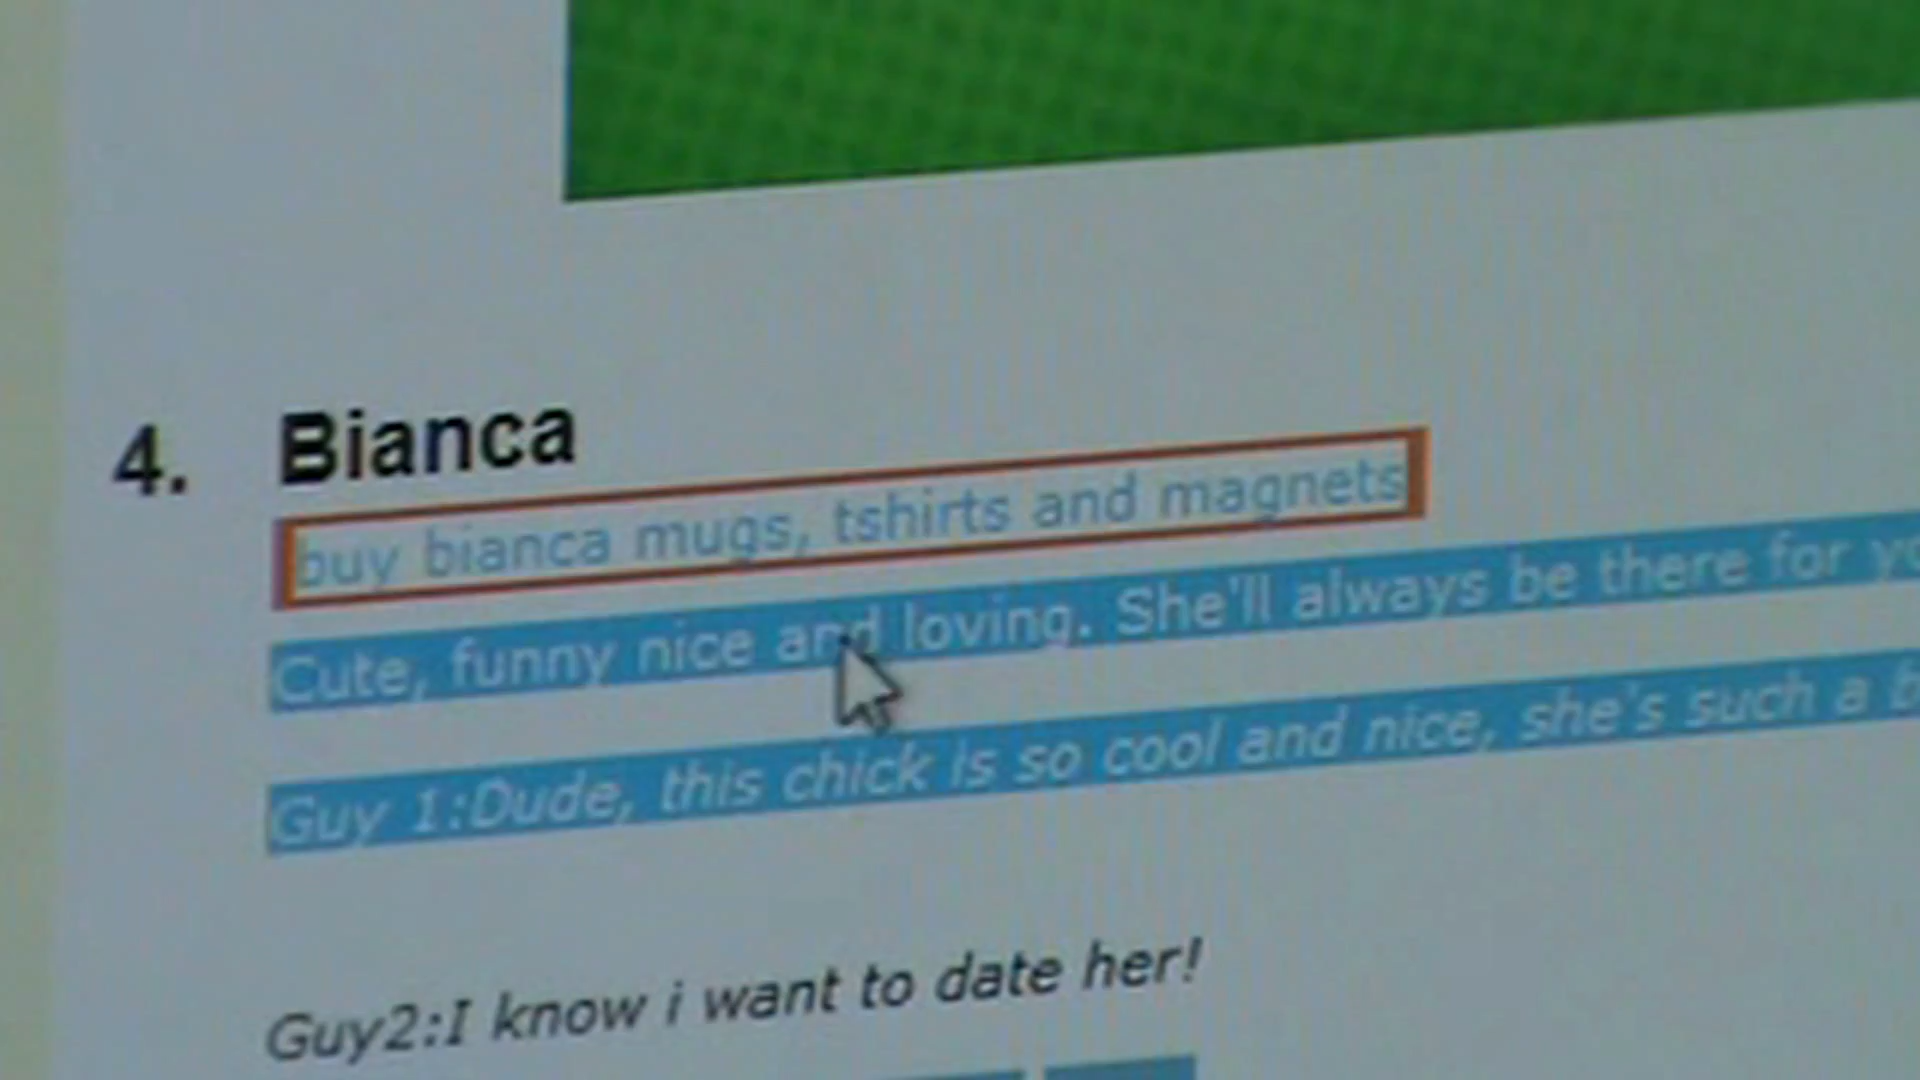 4. Bianca
buy bianca mugs, tshirts and magnets
Cute, funny nice and loving. She'll always be there for
Guy 1:Dude, this chick is so cool and nice, she's such a
Guy2:I know i want to date her!